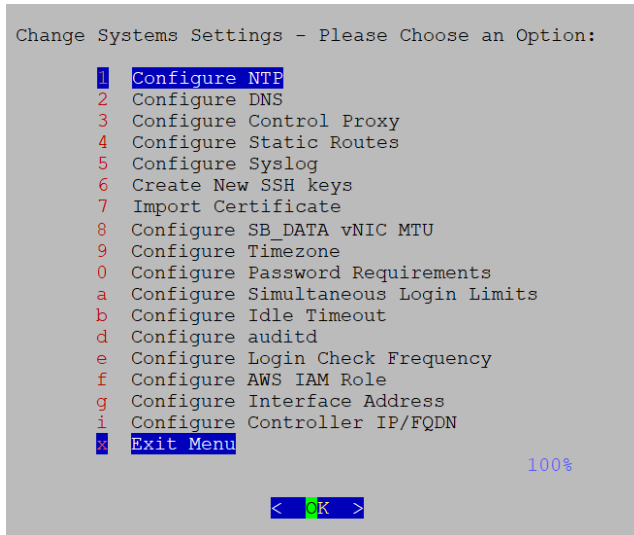 Change Systems Settings - Please Choose an Option:
1 Configure NTP
2 Configure DNS
3 Configure Control Proxy
4 Configure Static Routes
5 Configure Syslog
6 Create New SSH keys
7 Import Certificate
8 Configure SB_DATA vNIC MTU
9 Configure Timezone
0 Configure Password Requirements
a Configure Simultaneous Login Limits
b Configure Idle Timeout
d Configure auditd
e Configure Login Check Frequency
f Configure AWS IAM Role
g Configure Interface Address
i Configure Controller IP/FQDN
x Exit Menu
100%
< OK >